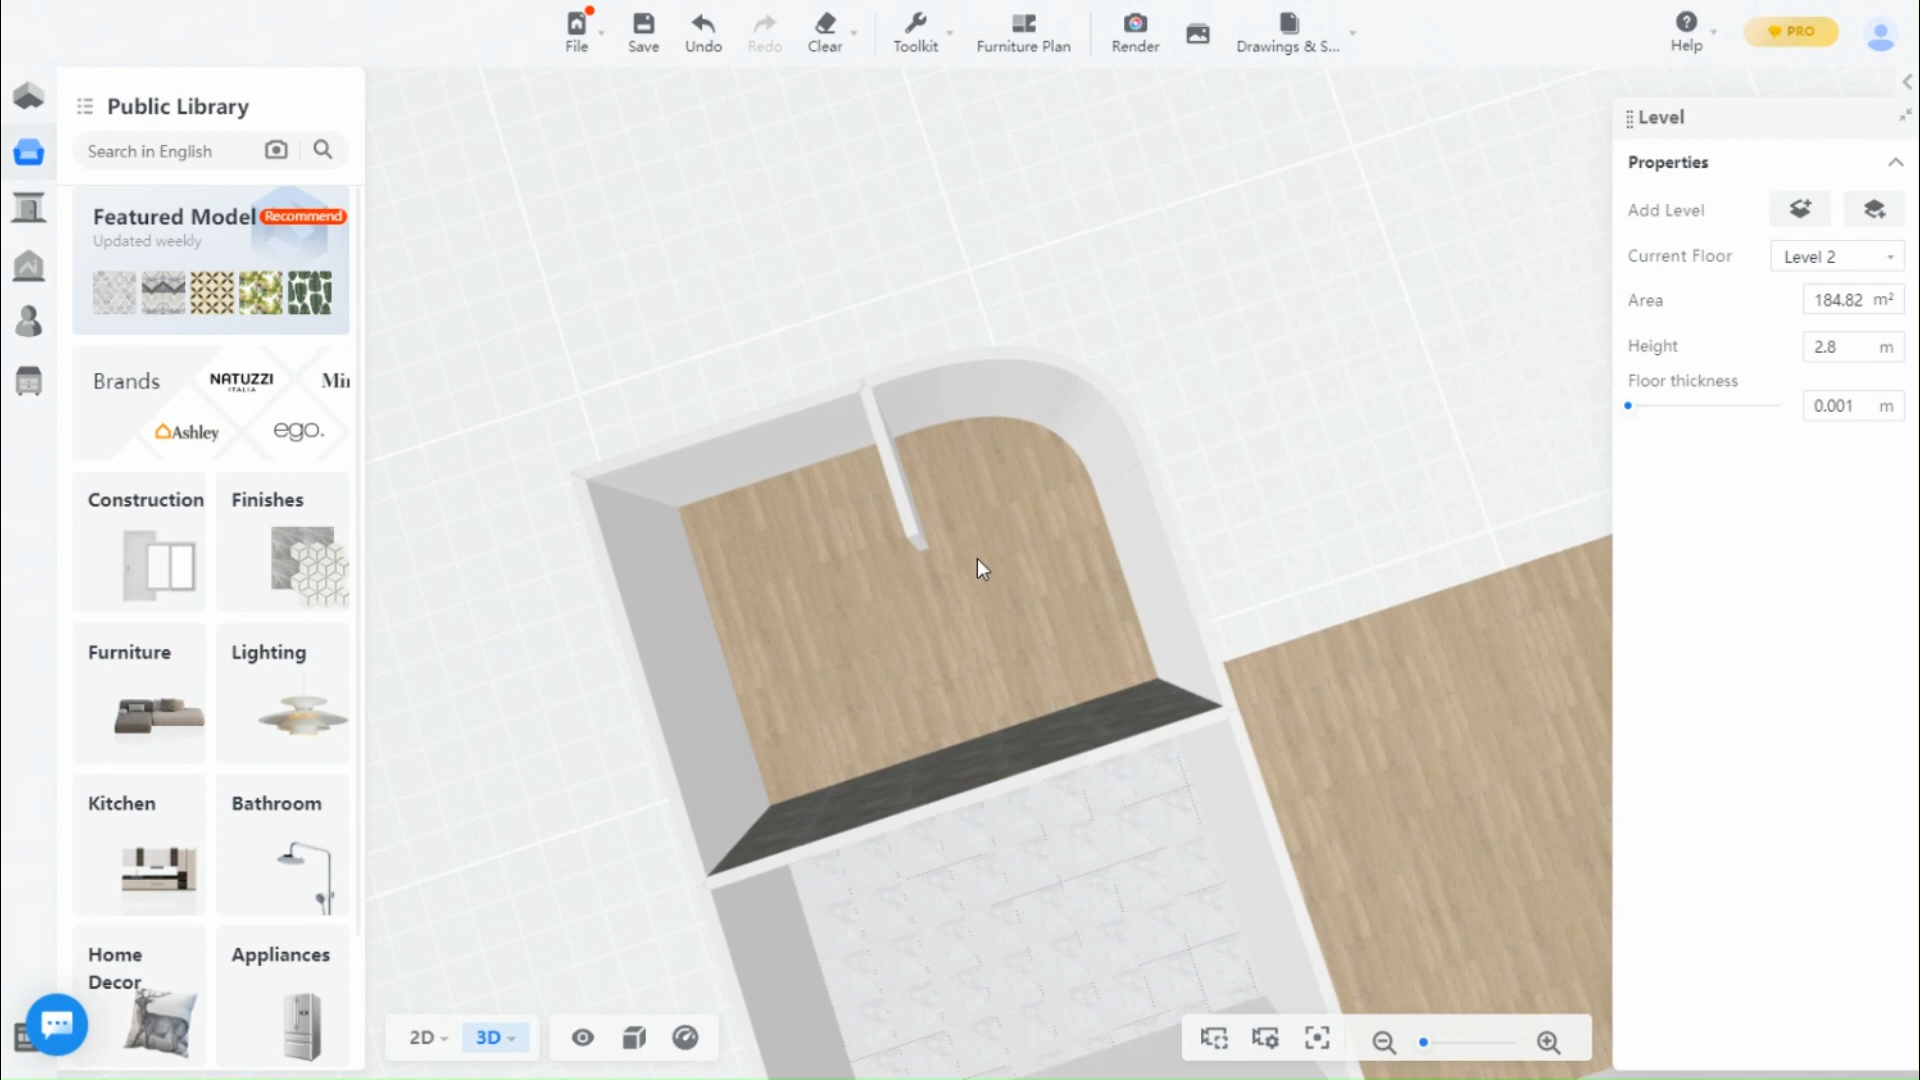 File
Save
Undo
Redo
Clear
Toolkit
Furniture Plan
Render
Drawings & S...
Help
PRO
Public Library
Search in English
Featured Model Recommend
Updated weekly
Brands
NATUZZI
ITALIA
Ashley
ego.
Construction
Finishes
Furniture
Lighting
Kitchen
Bathroom
Home
Decor
Appliances
2D
3D
Level
Properties
Add Level
Current Floor Level 2
Area 184.82 m²
Height 2.8 m
Floor thickness
0.001 m